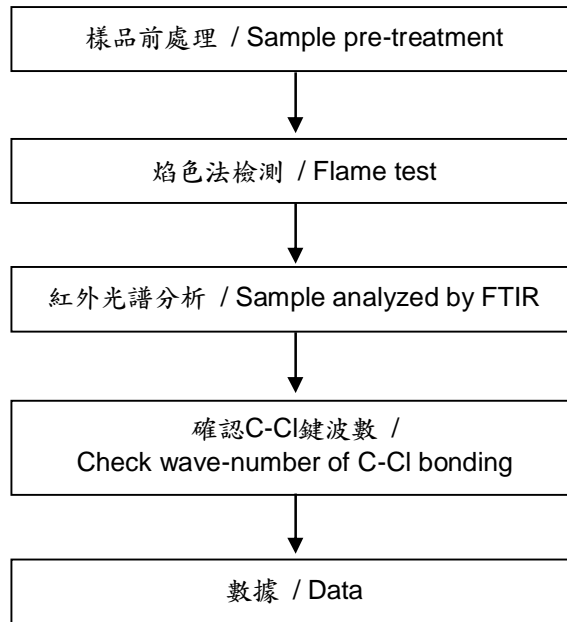 樣品前處理 / Sample pre-treatment
焰色法檢測 / Flame test
紅外光譜分析 / Sample analyzed by FTIR
確認C-Cl鍵波數 /
Check wave-number of C-Cl bonding
數據 / Data